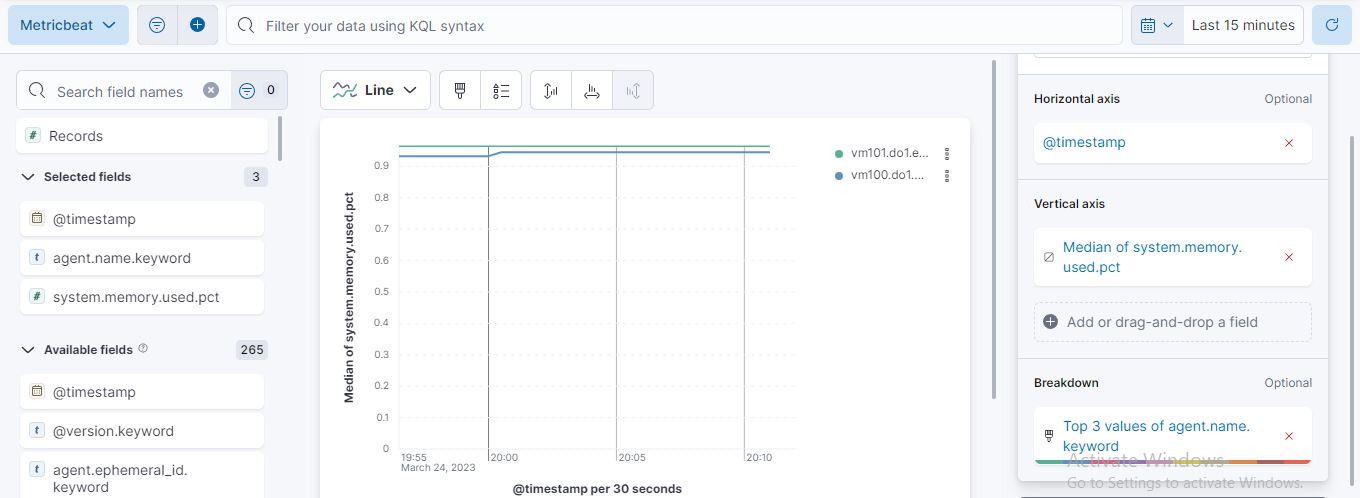 Metricbeat
Filter your data using KQL syntax
Last 15 minutes
Search field names
0
Records
Selected fields
3
@timestamp
agent.name.keyword
system.memory.used.pct
Available fields
265
@timestamp
@version.keyword
agent.ephemeral_id.
keyword
Line
Median of system.memory.used.pct
0.9
0.8
0.7
0.6
0.5
0.4
0.3
0.2
0.1
0
19:55
March 24, 2023
20:00
20:05
20:10
@timestamp per 30 seconds
vm101.do1.e...
vm100.do1....
Horizontal axis
Optional
@timestamp
Vertical axis
Median of system.memory.
used.pct
Add or drag-and-drop a field
Breakdown
Optional
Top 3 values of agent.name.
keyword
Activate Windows
Go to Settings to activate Windows.